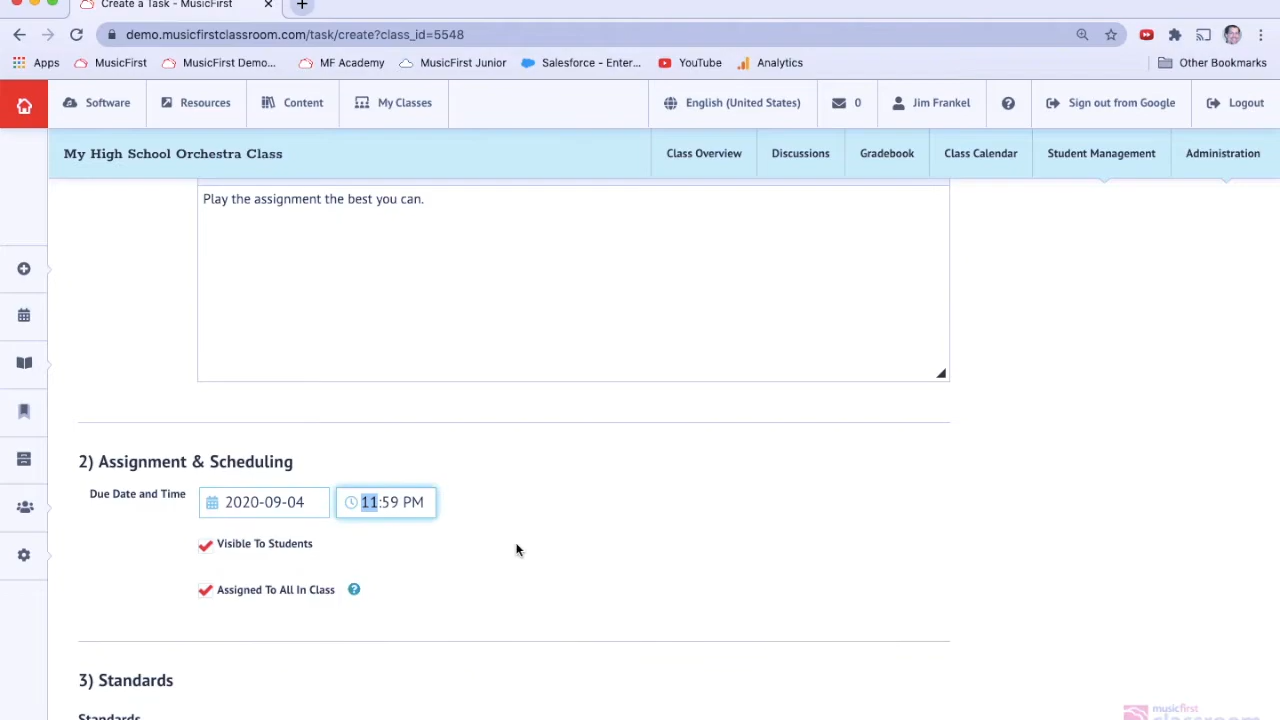 Create a Task - MusicFirst
demo.musicfirstclassroom.com/task/create?class_id=5548
Apps MusicFirst MusicFirst Demo... MF Academy MusicFirst Junior Salesforce - Enter... YouTube Analytics Other Bookmarks
Software Resources Content My Classes English (United States) 0 Jim Frankel Sign out from Google Logout
My High School Orchestra Class Class Overview Discussions Gradebook Class Calendar Student Management Administration
Play the assignment the best you can.
2) Assignment & Scheduling
Due Date and Time 2020-09-04 11:59 PM
Visible To Students
Assigned To All In Class ?
3) Standards
Standards
musicfirst
classroom